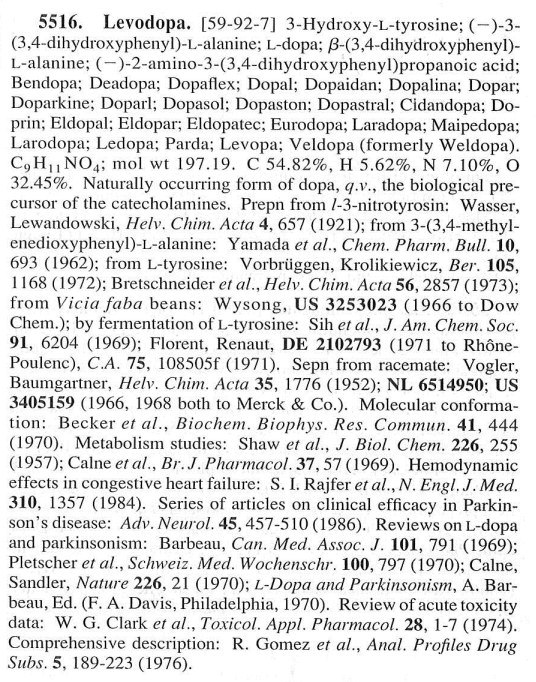 5516. Levodopa. [59-92-7] 3-Hydroxy-L-tyrosine; (−)-3-
(3,4-dihydroxyphenyl)-L-alanine; L-dopa; β-(3,4-dihydroxyphenyl)-
L-alanine; (−)-2-amino-3-(3,4-dihydroxyphenyl)propanoic acid;
Bendopa; Deadopa; Dopaflex; Dopal; Dopaidan; Dopalina; Dopar;
Doparkine; Doparl; Dopasol; Dopaston; Dopastral; Cidandopa; Do-
prin; Eldopal; Eldopar; Eldopatec; Eurodopa; Laradopa; Maipedopa;
Larodopa; Ledopa; Parda; Levopa; Veldopa (formerly Weldopa).
C₉H₁₁NO₄; mol wt 197.19. C 54.82%, H 5.62%, N 7.10%, O
32.45%. Naturally occurring form of dopa, q.v., the biological pre-
cursor of the catecholamines. Prepn from l-3-nitrotyrosin: Wasser,
Lewandowski, Helv. Chim. Acta 4, 657 (1921); from 3-(3,4-methyl-
enedioxyphenyl)-L-alanine: Yamada et al., Chem. Pharm. Bull. 10,
693 (1962); from L-tyrosine: Vorbrüggen, Krolikiewicz, Ber. 105,
1168 (1972); Bretschneider et al., Helv. Chim. Acta 56, 2857 (1973);
from Vicia faba beans: Wysong, US 3253023 (1966 to Dow
Chem.); by fermentation of L-tyrosine: Sih et al., J. Am. Chem. Soc.
91, 6204 (1969); Florent, Renaut, DE 2102793 (1971 to Rhône-
Poulenc), C.A. 75, 108505f (1971). Sepn from racemate: Vogler,
Baumgartner, Helv. Chim. Acta 35, 1776 (1952); NL 6514950; US
3405159 (1966, 1968 both to Merck & Co.). Molecular conforma-
tion: Becker et al., Biochem. Biophys. Res. Commun. 41, 444
(1970). Metabolism studies: Shaw et al., J. Biol. Chem. 226, 255
(1957); Calne et al., Br. J. Pharmacol. 37, 57 (1969). Hemodynamic
effects in congestive heart failure: S. I. Rajfer et al., N. Engl. J. Med.
310, 1357 (1984). Series of articles on clinical efficacy in Parkin-
son's disease: Adv. Neurol. 45, 457-510 (1986). Reviews on L-dopa
and parkinsonism: Barbeau, Can. Med. Assoc. J. 101, 791 (1969);
Pletscher et al., Schweiz. Med. Wochenschr. 100, 797 (1970); Calne,
Sandler, Nature 226, 21 (1970); L-Dopa and Parkinsonism, A. Bar-
beau, Ed. (F. A. Davis, Philadelphia, 1970). Review of acute toxicity
data: W. G. Clark et al., Toxicol. Appl. Pharmacol. 28, 1-7 (1974).
Comprehensive description: R. Gomez et al., Anal. Profiles Drug
Subs. 5, 189-223 (1976).